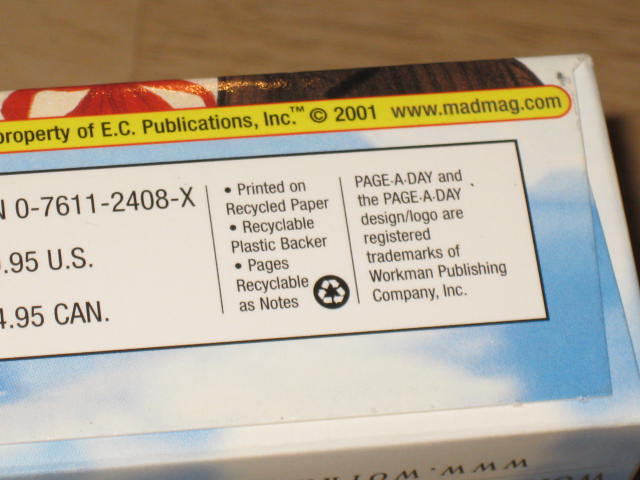 property of E.C. Publications, Inc.™ © 2001 www.madmag.com
0-7611-2408-X
.95 U.S.
.95 CAN.
• Printed on
Recycled Paper
• Recyclable
Plastic Backer
• Pages
Recyclable
as Notes
PAGE-A-DAY and
the PAGE-A-DAY
design/logo are
registered
trademarks of
Workman Publishing
Company, Inc.